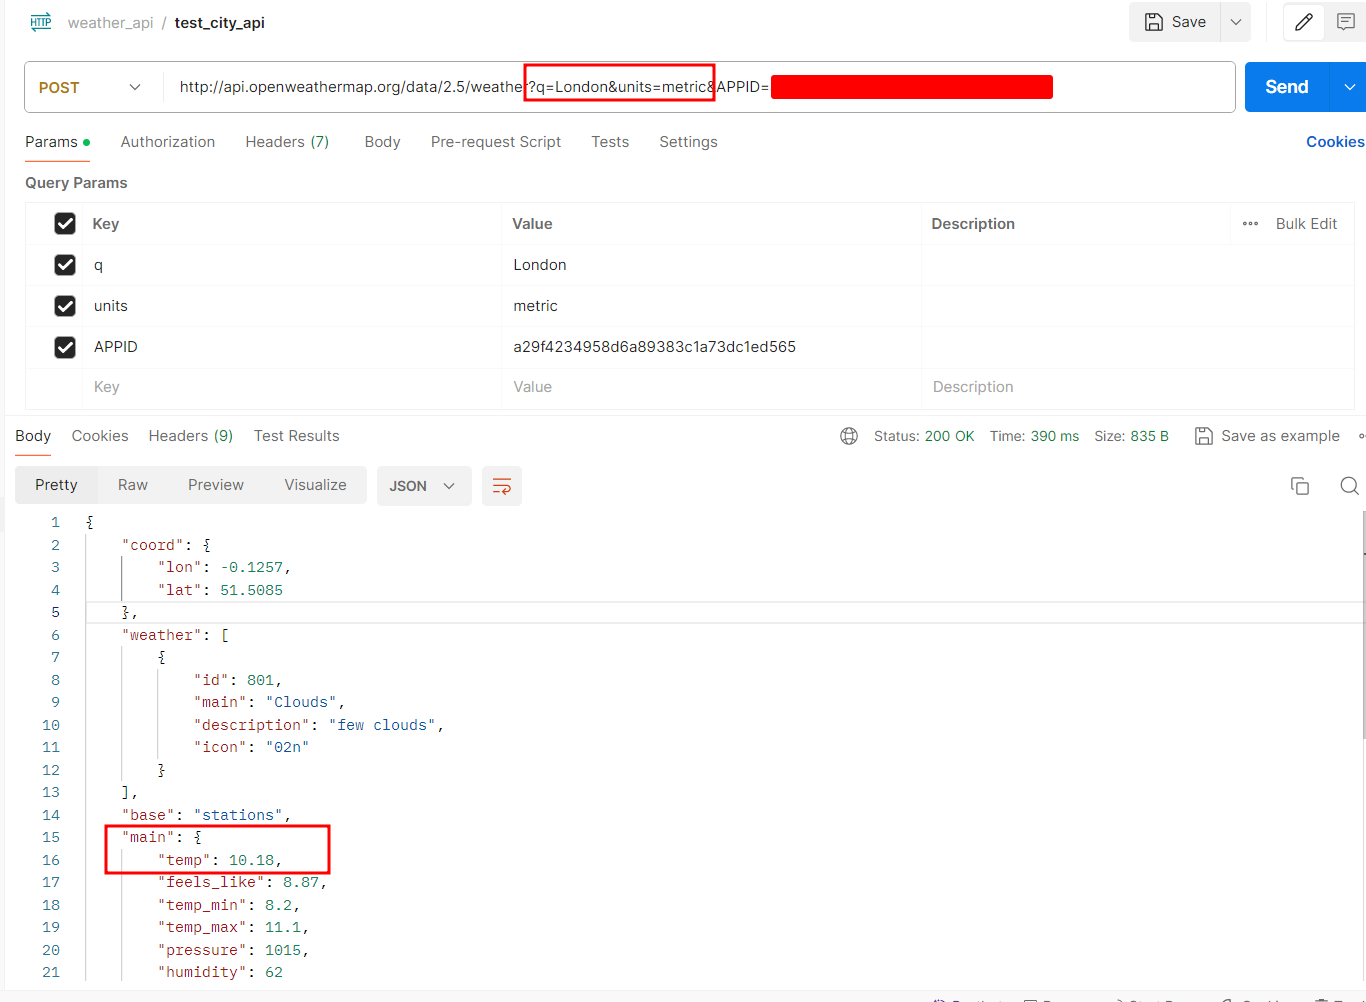 HTTP weather_api / test_city_api Save
POST http://api.openweathermap.org/data/2.5/weather?q=London&units=metric&APPID= Send
Params Authorization Headers (7) Body Pre-request Script Tests Settings Cookies
Query Params
Key Value Description Bulk Edit
q London
units metric
APPID a29f4234958d6a89383c1a73dc1ed565
Key Value Description
Body Cookies Headers (9) Test Results Status: 200 OK Time: 390 ms Size: 835 B Save as example
Pretty Raw Preview Visualize JSON
1 {
2 "coord": {
3 "lon": -0.1257,
4 "lat": 51.5085
5 },
6 "weather": [
7 {
8 "id": 801,
9 "main": "Clouds",
10 "description": "few clouds",
11 "icon": "02n"
12 }
13 ],
14 "base": "stations",
15 "main": {
16 "temp": 10.18,
17 "feels_like": 8.87,
18 "temp_min": 8.2,
19 "temp_max": 11.1,
20 "pressure": 1015,
21 "humidity": 62